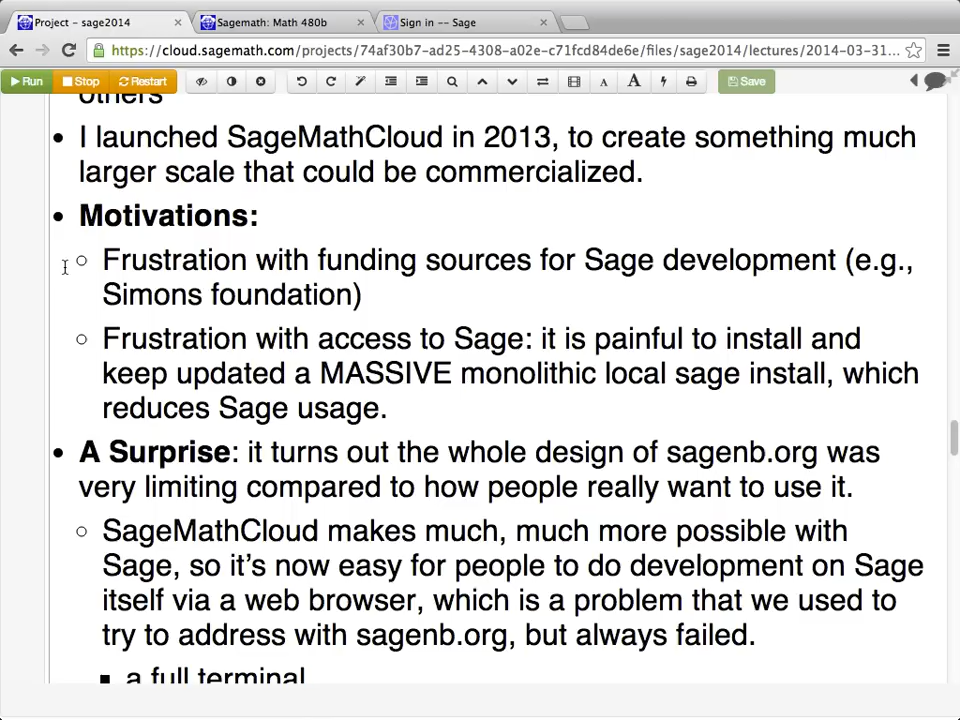 Project - sage2014
Sagemath: Math 480b
Sign in -- Sage
https://cloud.sagemath.com/projects/74af30b7-ad25-4308-a02e-c71fcd84de6e/files/sage2014/lectures/2014-03-31...
Run Stop Restart A A Save
others
• I launched SageMathCloud in 2013, to create something much
larger scale that could be commercialized.
• Motivations:
○ Frustration with funding sources for Sage development (e.g.,
Simons foundation)
○ Frustration with access to Sage: it is painful to install and
keep updated a MASSIVE monolithic local sage install, which
reduces Sage usage.
• A Surprise: it turns out the whole design of sagenb.org was
very limiting compared to how people really want to use it.
○ SageMathCloud makes much, much more possible with
Sage, so it’s now easy for people to do development on Sage
itself via a web browser, which is a problem that we used to
try to address with sagenb.org, but always failed.
■ a full terminal